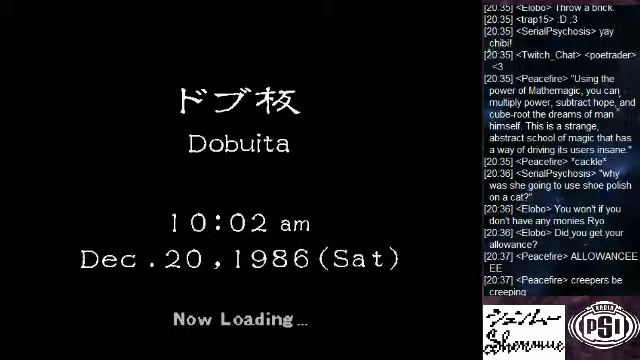 ドブ板
Dobuita
10:02 am
Dec.20,1986(Sat)
Now Loading...
[20:35] <Elobo> Throw a brick.
[20:35] <trap15> :D :3
[20:35] <SerialPsychosis> yay
chibi!
[20:35] <Twitch_Chat> <poetrader>
<3
[20:35] <Peacefire> "Using the
power of Mathemagic, you can
multiply power, subtract hope, and
cube-root the dreams of man
himself. This is a strange,
abstract school of magic that has
a way of driving its users insane."
[20:35] <Peacefire> *cackle*
[20:36] <SerialPsychosis> "why
was she going to use shoe polish
on a cat?"
[20:36] <Elobo> You won't if you
don't have any monies Ryo
[20:36] <Elobo> Did you get your
allowance?
[20:37] <Peacefire> ALLOWANCEE
EE
[20:37] <Peacefire> creepers be
creeping
シェンムー
Shenmue
RADIO
PSI